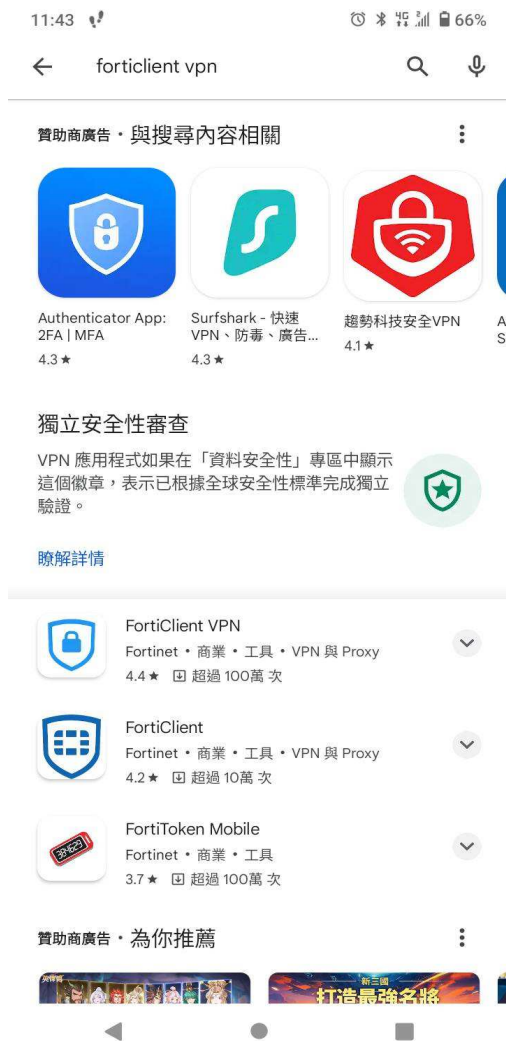 11:43
4G
66%
forticlient vpn
贊助商廣告・與搜尋內容相關
Authenticator App:
2FA | MFA
4.3★
Surfshark - 快速
VPN、防毒、廣告...
4.3★
趨勢科技安全VPN
4.1★
A
S
獨立安全性審查
VPN 應用程式如果在「資料安全性」專區中顯示
這個徽章，表示已根據全球安全性標準完成獨立
驗證。
瞭解詳情
FortiClient VPN
Fortinet • 商業 • 工具 • VPN 與 Proxy
4.4★ 超過 100萬 次
FortiClient
Fortinet • 商業 • 工具 • VPN 與 Proxy
4.2★ 超過 10萬 次
384623
FortiToken Mobile
Fortinet • 商業 • 工具
3.7★ 超過 100萬 次
贊助商廣告・為你推薦
新三國
打造最強名將